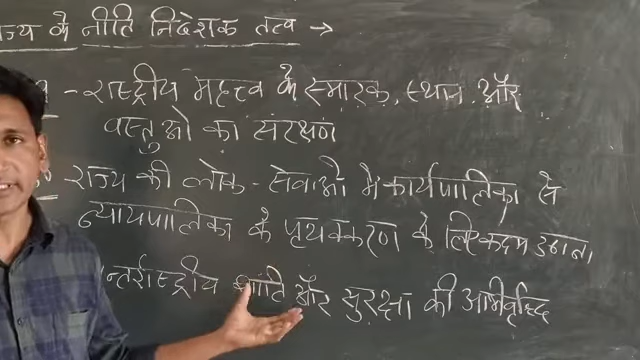 राज्य के नीति निदेशक तत्व →
- राष्ट्रीय महत्त्व के स्मारक, स्थान और
वस्तुओ का संरक्षण
राज्य की लोक - सेवाओ मे कार्यपालिका से
न्यायपालिका के पृथक्करण के लिए कदम उठाना
अन्तर्राष्ट्रीय शांति और सुरक्षा की अभिवृद्धि